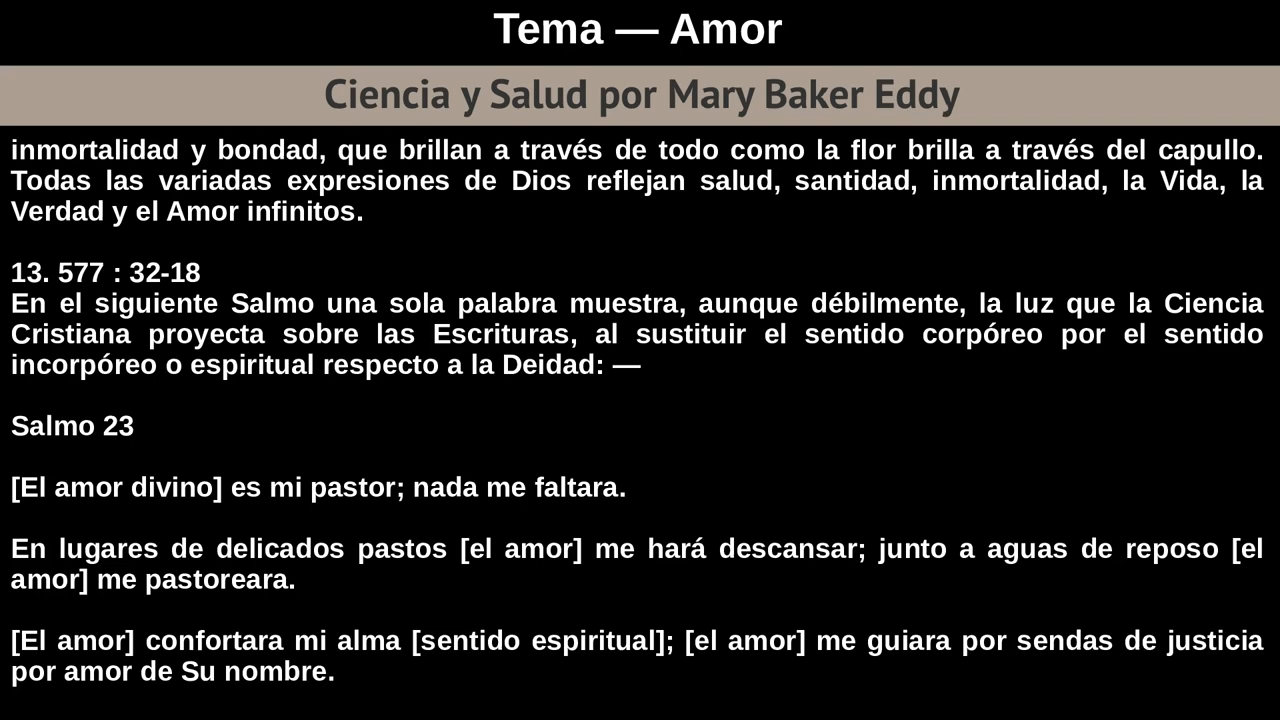 Tema — Amor
Ciencia y Salud por Mary Baker Eddy
inmortalidad y bondad, que brillan a través de todo como la flor brilla a través del capullo.
Todas las variadas expresiones de Dios reflejan salud, santidad, inmortalidad, la Vida, la
Verdad y el Amor infinitos.
13. 577 : 32-18
En el siguiente Salmo una sola palabra muestra, aunque débilmente, la luz que la Ciencia
Cristiana proyecta sobre las Escrituras, al sustituir el sentido corpóreo por el sentido
incorpóreo o espiritual respecto a la Deidad: —
Salmo 23
[El amor divino] es mi pastor; nada me faltara.
En lugares de delicados pastos [el amor] me hará descansar; junto a aguas de reposo [el
amor] me pastoreara.
[El amor] confortara mi alma [sentido espiritual]; [el amor] me guiara por sendas de justicia
por amor de Su nombre.